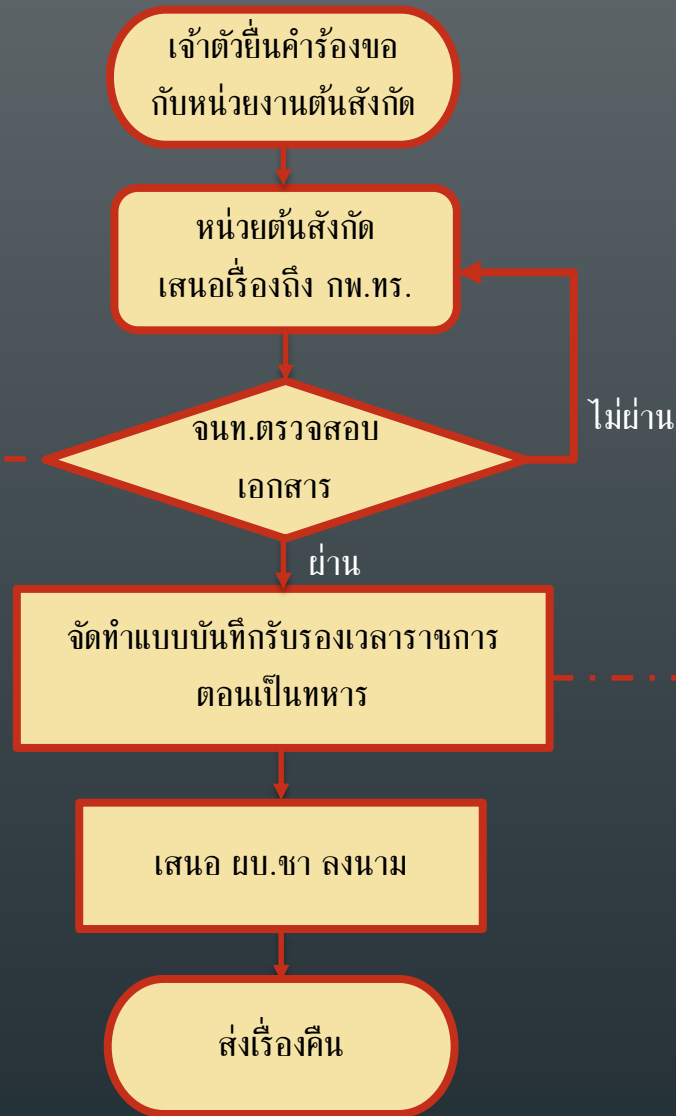 เจ้าตัวยื่นคำร้องขอ
กับหน่วยงานต้นสังกัด
หน่วยต้นสังกัด
เสนอเรื่องถึง กพ.ทร.
จนท.ตรวจสอบ
เอกสาร
ไม่ผ่าน
ผ่าน
จัดทำแบบบันทึกรับรองเวลาราชการ
ตอนเป็นทหาร
เสนอ ผบ.ชา ลงนาม
ส่งเรื่องคืน